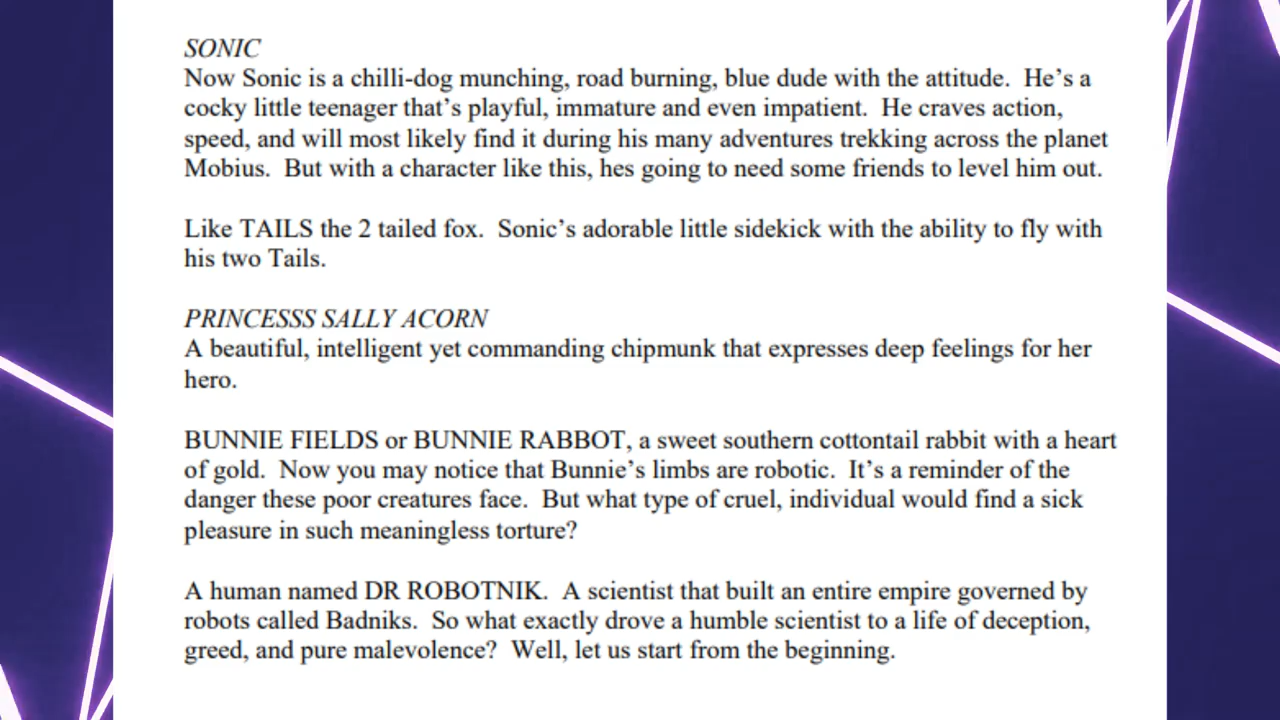 SONIC
Now Sonic is a chilli-dog munching, road burning, blue dude with the attitude.  He’s a
cocky little teenager that’s playful, immature and even impatient.  He craves action,
speed, and will most likely find it during his many adventures trekking across the planet
Mobius.  But with a character like this, hes going to need some friends to level him out.

Like TAILS the 2 tailed fox.  Sonic’s adorable little sidekick with the ability to fly with
his two Tails.

PRINCESSS SALLY ACORN
A beautiful, intelligent yet commanding chipmunk that expresses deep feelings for her
hero.

BUNNIE FIELDS or BUNNIE RABBOT, a sweet southern cottontail rabbit with a heart
of gold.  Now you may notice that Bunnie’s limbs are robotic.  It’s a reminder of the
danger these poor creatures face.  But what type of cruel, individual would find a sick
pleasure in such meaningless torture?

A human named DR ROBOTNIK.  A scientist that built an entire empire governed by
robots called Badniks.  So what exactly drove a humble scientist to a life of deception,
greed, and pure malevolence?  Well, let us start from the beginning.